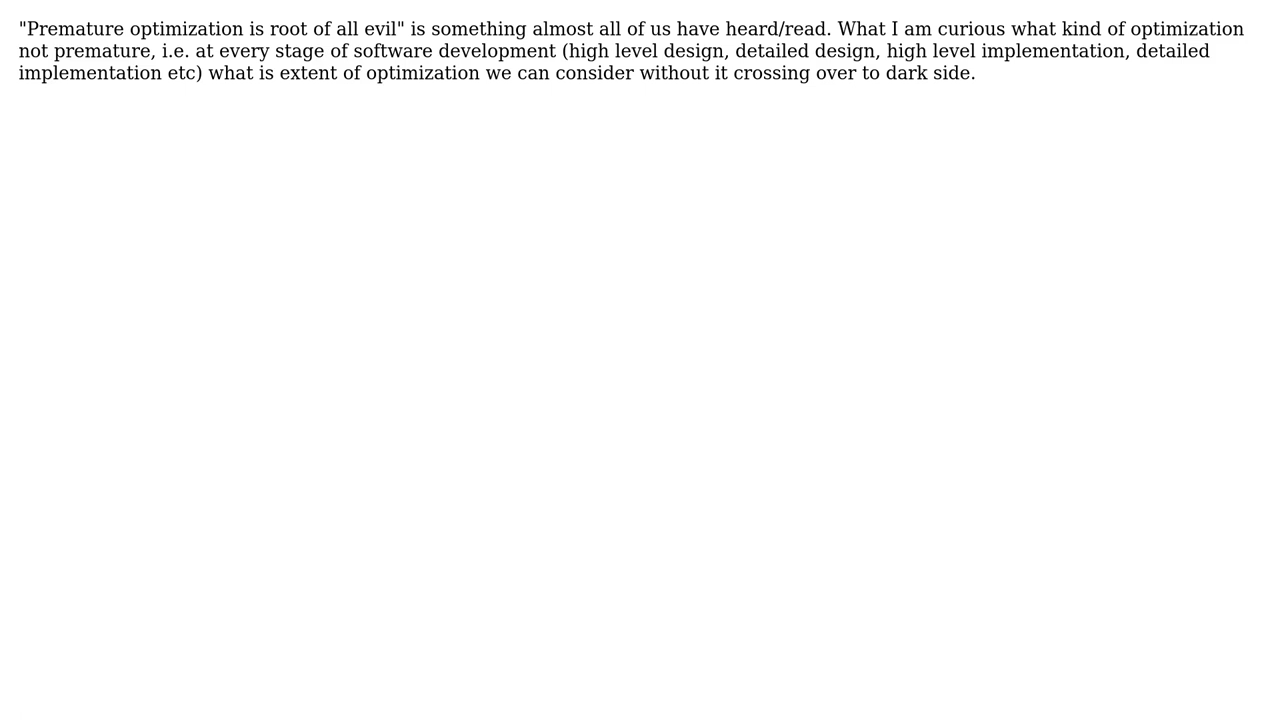 "Premature optimization is root of all evil" is something almost all of us have heard/read. What I am curious what kind of optimization
not premature, i.e. at every stage of software development (high level design, detailed design, high level implementation, detailed
implementation etc) what is extent of optimization we can consider without it crossing over to dark side.